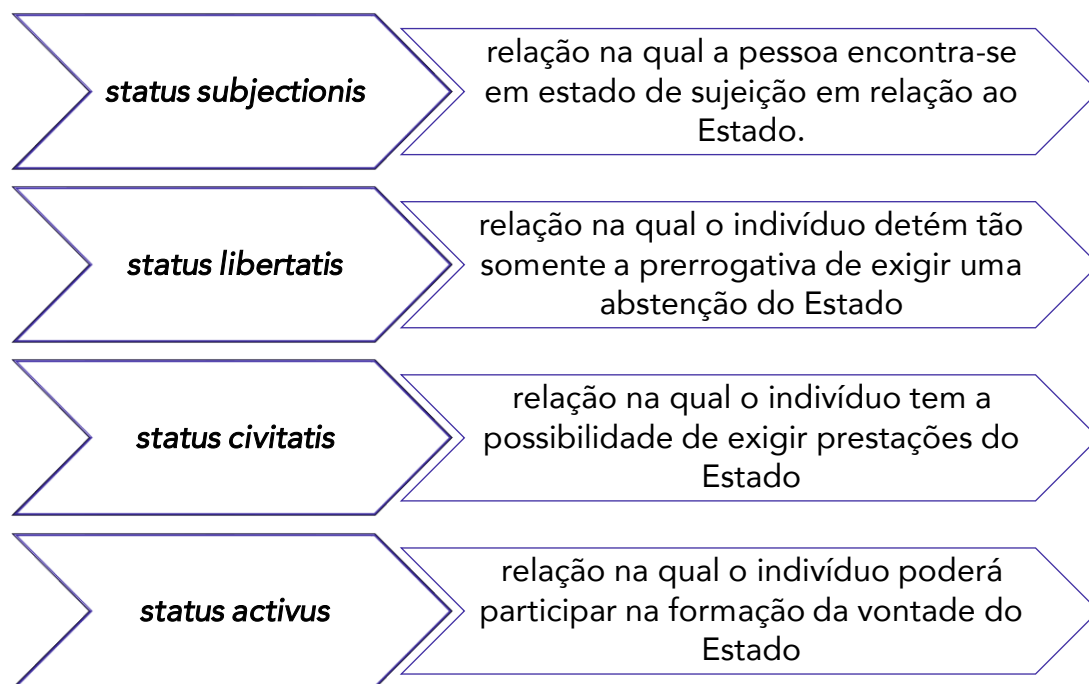 status subjectionis
relação na qual a pessoa encontra-se
em estado de sujeição em relação ao
Estado.
status libertatis
relação na qual o indivíduo detém tão
somente a prerrogativa de exigir uma
abstenção do Estado
status civitatis
relação na qual o indivíduo tem a
possibilidade de exigir prestações do
Estado
status activus
relação na qual o indivíduo poderá
participar na formação da vontade do
Estado